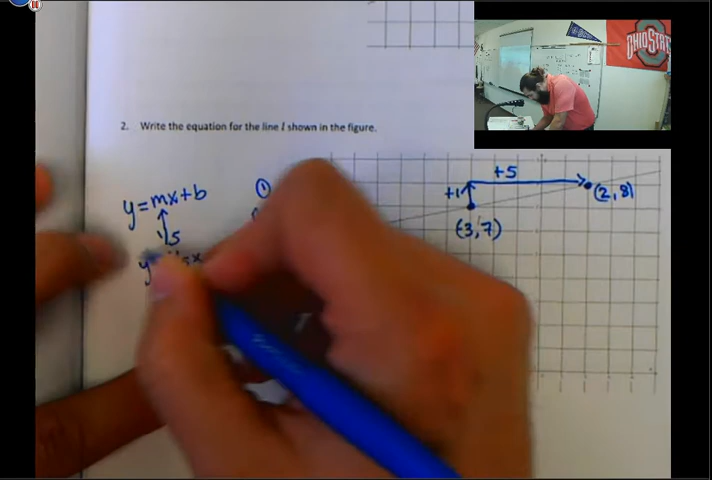 OHIO STATE
2. Write the equation for the line l shown in the figure.
+5
+1
(2,8)
y=mx+b
①
(-3,7)
1/5